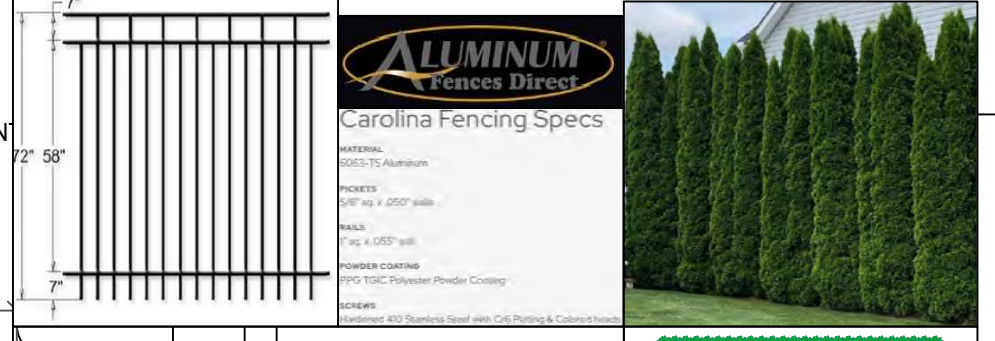 7"
72" 58"
7"
ALUMINUM
Fences Direct
Carolina Fencing Specs
MATERIAL
6063-T5 Aluminum
PICKETS
5/8" sq. x .050" walls
RAILS
1" sq. x .055" wall
POWDER COATING
PPG TGIC Polyester Powder Coating
SCREWS
Hardened 410 Stainless Steel with Cr6 Plating & Colored heads